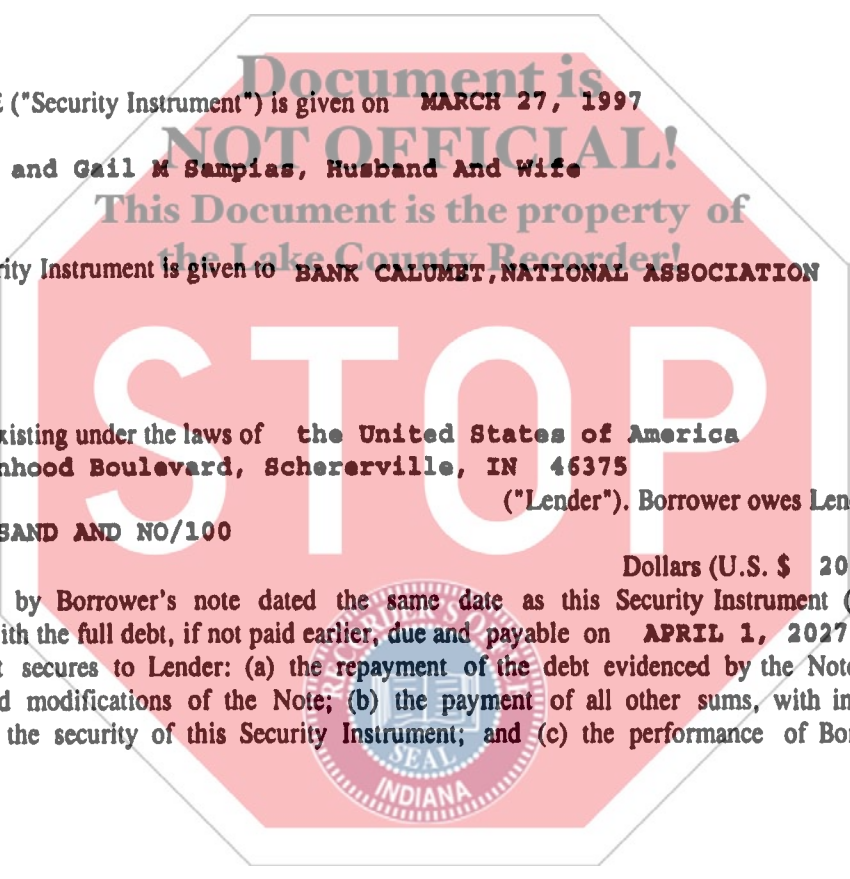 Document is
E ("Security Instrument") is given on MARCH 27, 1997
NOT OFFICIAL!
and Gail M Sampias, Husband And Wife
This Document is the property of
the Lake County Recorder!
rity Instrument is given to BANK CALUMET, NATIONAL ASSOCIATION
STOP
xisting under the laws of the United States of America
nhood Boulevard, Schererville, IN 46375
("Lender"). Borrower owes Len
SAND AND NO/100
Dollars (U.S. $ 20
by Borrower's note dated the same date as this Security Instrument (
ith the full debt, if not paid earlier, due and payable on APRIL 1, 2027
t secures to Lender: (a) the repayment of the debt evidenced by the Note
d modifications of the Note; (b) the payment of all other sums, with in
the security of this Security Instrument; and (c) the performance of Bor
RECORDER'S OFFICE
SEAL
INDIANA